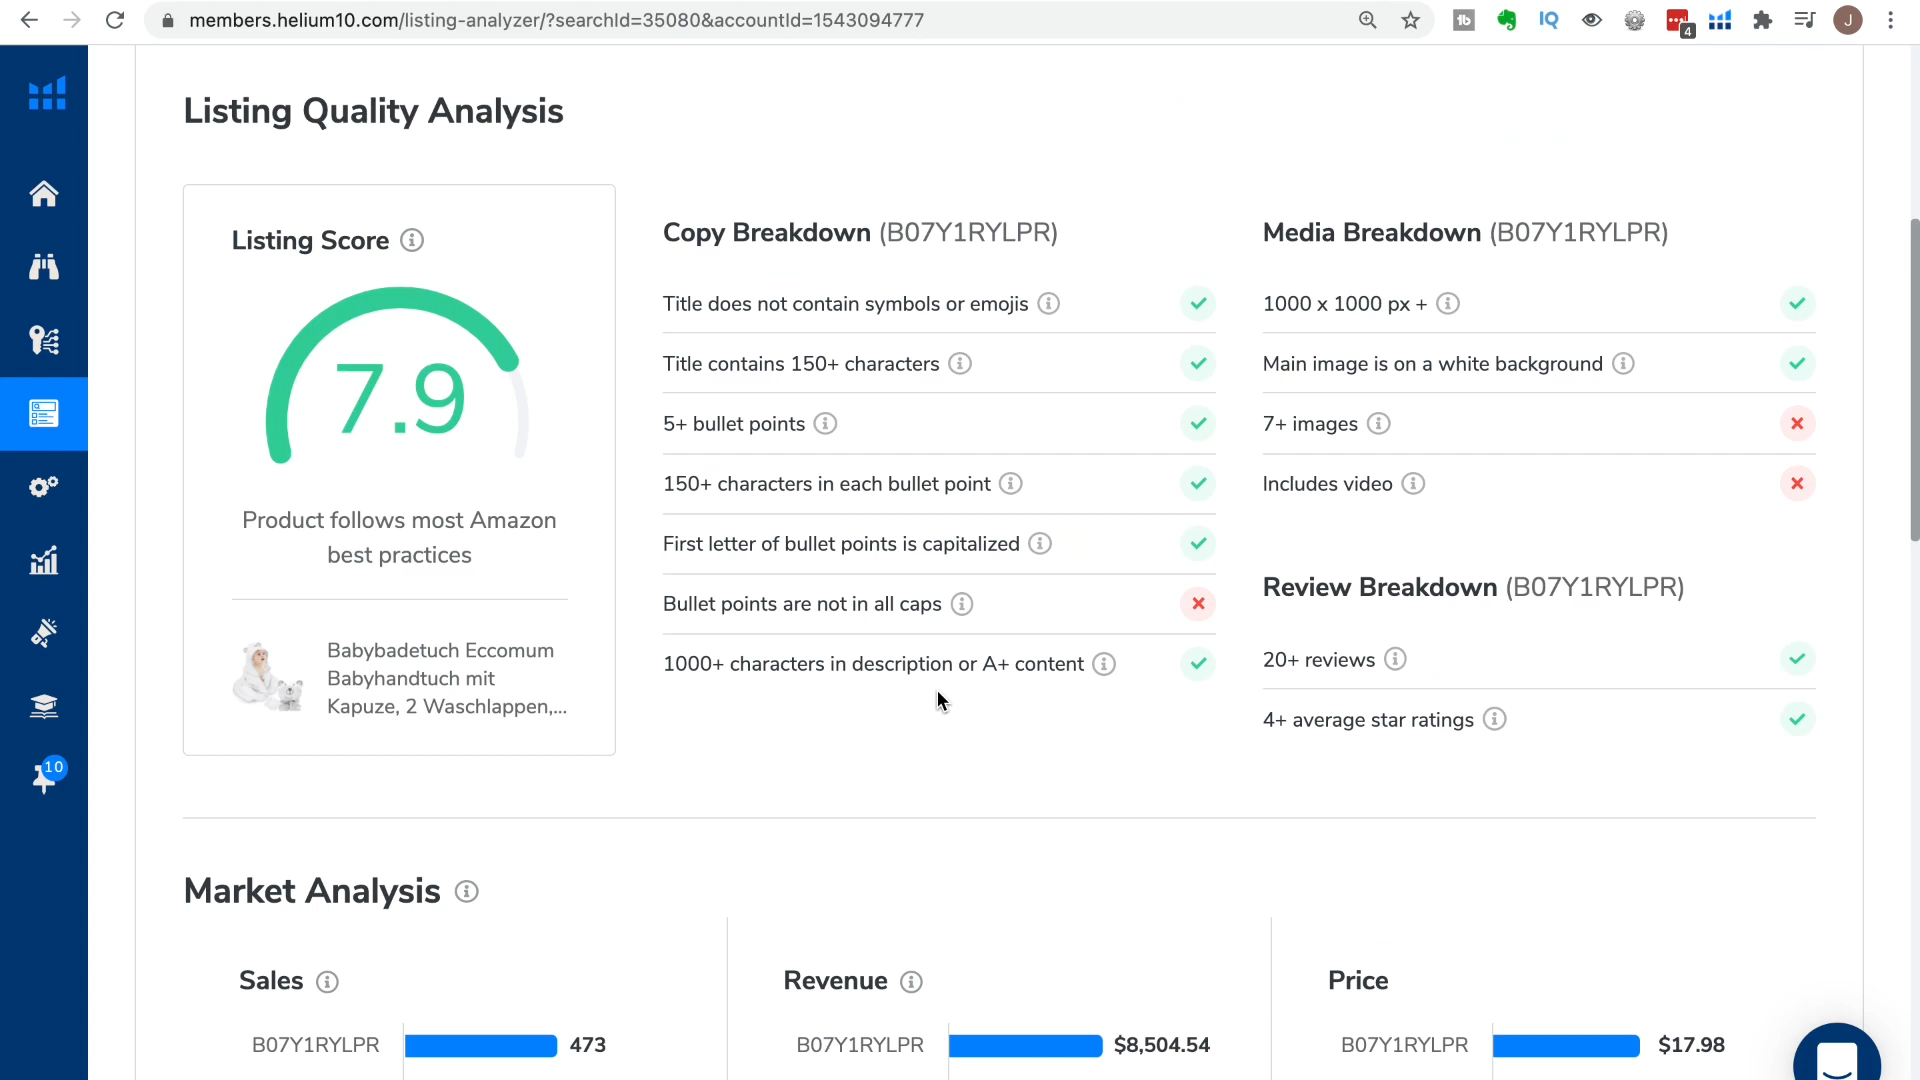 members.helium10.com/listing-analyzer/?searchId=35080&accountId=1543094777
4
J
Listing Quality Analysis
Listing Score
7.9
Product follows most Amazon
best practices
Babybadetuch Eccomum
Babyhandtuch mit
Kapuze, 2 Waschlappen,...
Copy Breakdown (B07Y1RYLPR)
Title does not contain symbols or emojis
Title contains 150+ characters
5+ bullet points
150+ characters in each bullet point
First letter of bullet points is capitalized
Bullet points are not in all caps
1000+ characters in description or A+ content
Media Breakdown (B07Y1RYLPR)
1000 x 1000 px +
Main image is on a white background
7+ images
Includes video
Review Breakdown (B07Y1RYLPR)
20+ reviews
4+ average star ratings
10
Market Analysis
Sales
B07Y1RYLPR 473
Revenue
B07Y1RYLPR $8,504.54
Price
B07Y1RYLPR $17.98